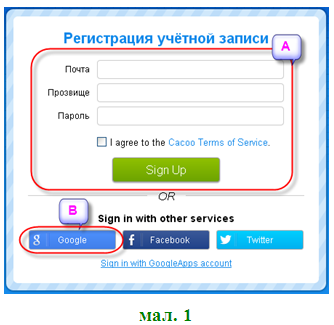 Регистрация учётной записи
A
Почта
Прозвище
Пароль
I agree to the Cacoo Terms of Service.
Sign Up
OR
B
Sign in with other services
Google Facebook Twitter
Sign in with GoogleApps account
мал. 1